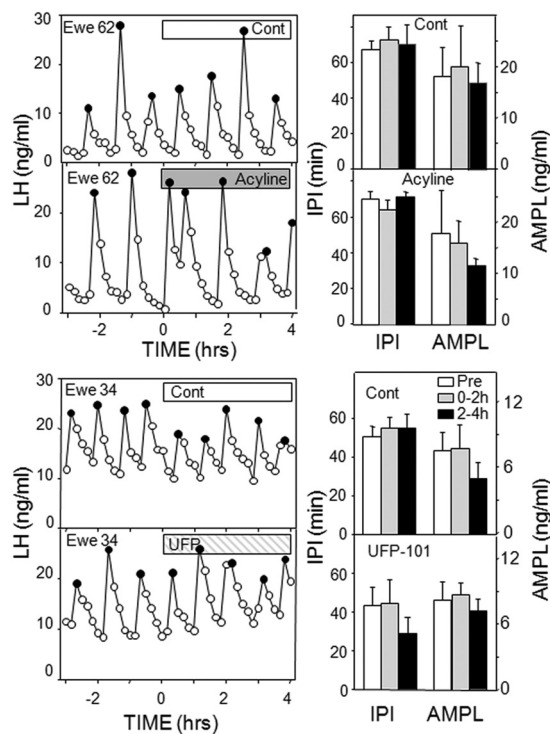 Ewe 62
Cont
30
20
10
0
LH (ng/ml)
Ewe 62
Acyline
20
10
0
-2
0
2
4
TIME (hrs)
Cont
60
40
20
0
20
10
0
IPI (min)
AMPL (ng/ml)
Acyline
60
40
20
0
20
10
0
IPI
AMPL
Ewe 34
Cont
30
20
10
0
LH (ng/ml)
Ewe 34
UFP
20
10
0
-2
0
2
4
TIME (hrs)
Cont
Pre
0-2h
2-4h
60
40
20
0
12
9
6
3
0
IPI (min)
AMPL (ng/ml)
UFP-101
60
40
20
0
9
6
3
0
IPI
AMPL